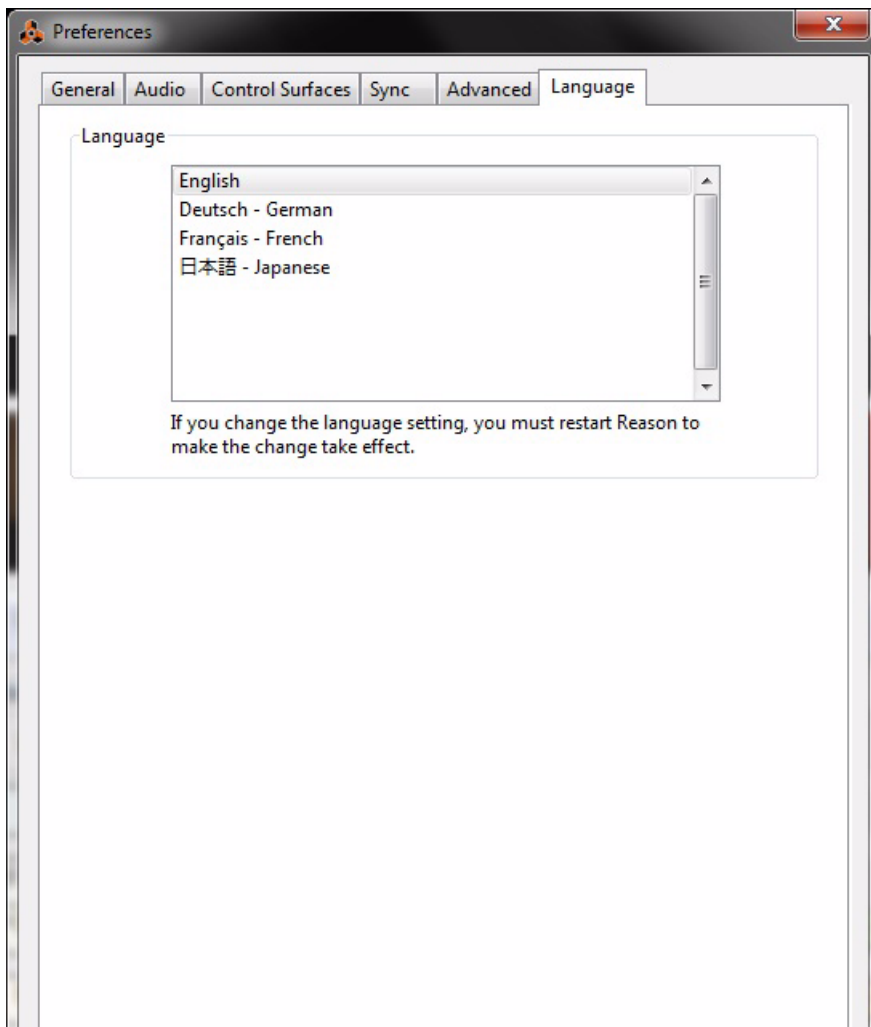 Preferences
General
Audio
Control Surfaces
Sync
Advanced
Language
Language
English
Deutsch - German
Français - French
日本語 - Japanese
If you change the language setting, you must restart Reason to
make the change take effect.